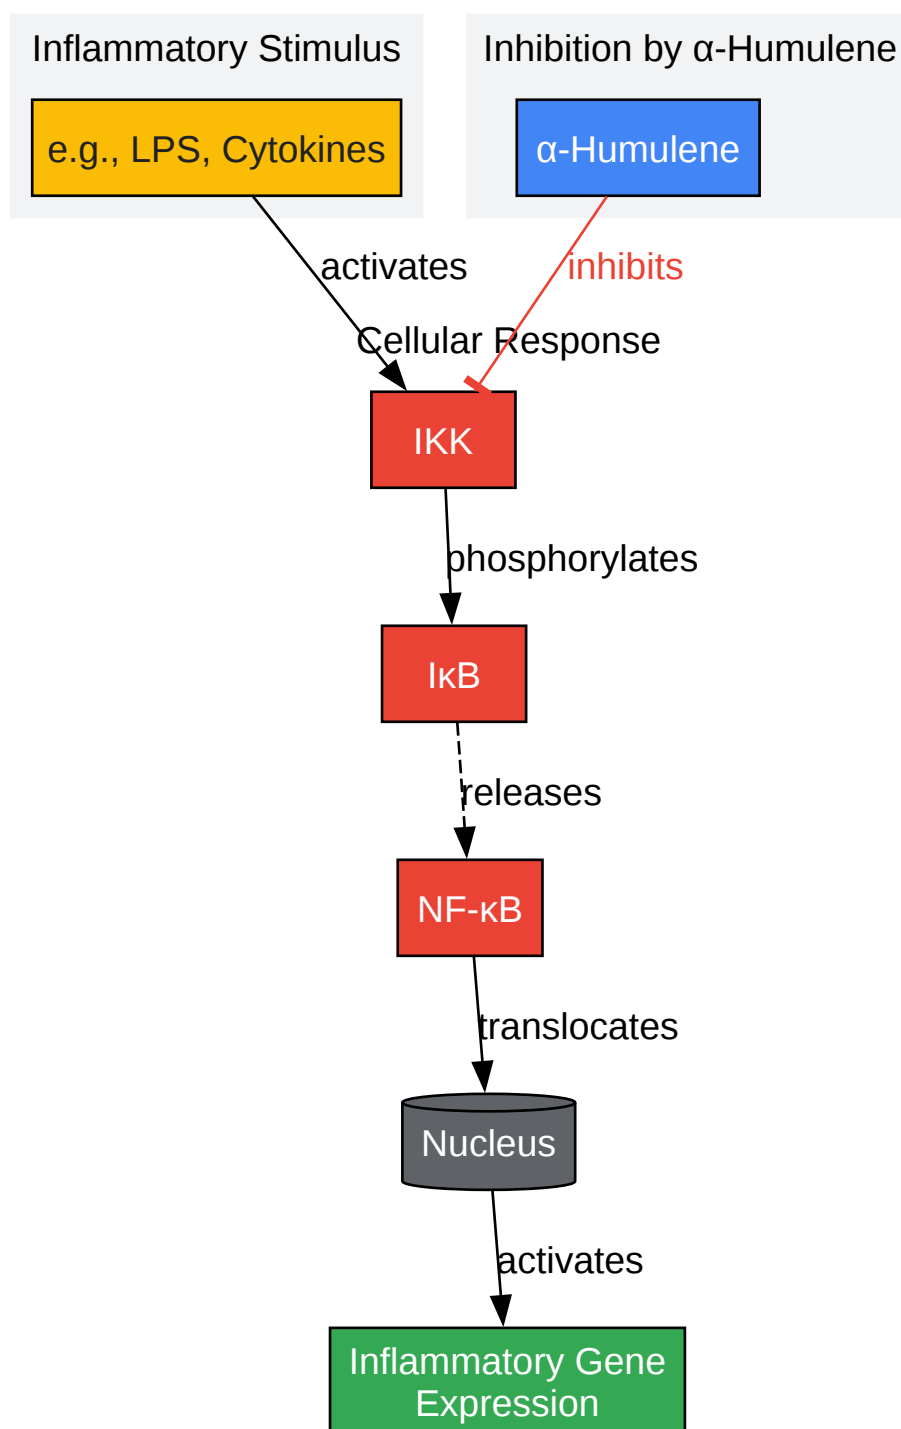 Inflammatory Stimulus
Inhibition by α-Humulene
e.g., LPS, Cytokines
α-Humulene
activates
inhibits
Cellular Response
IKK
phosphorylates
IκB
releases
NF-κB
translocates
Nucleus
activates
Inflammatory Gene
Expression